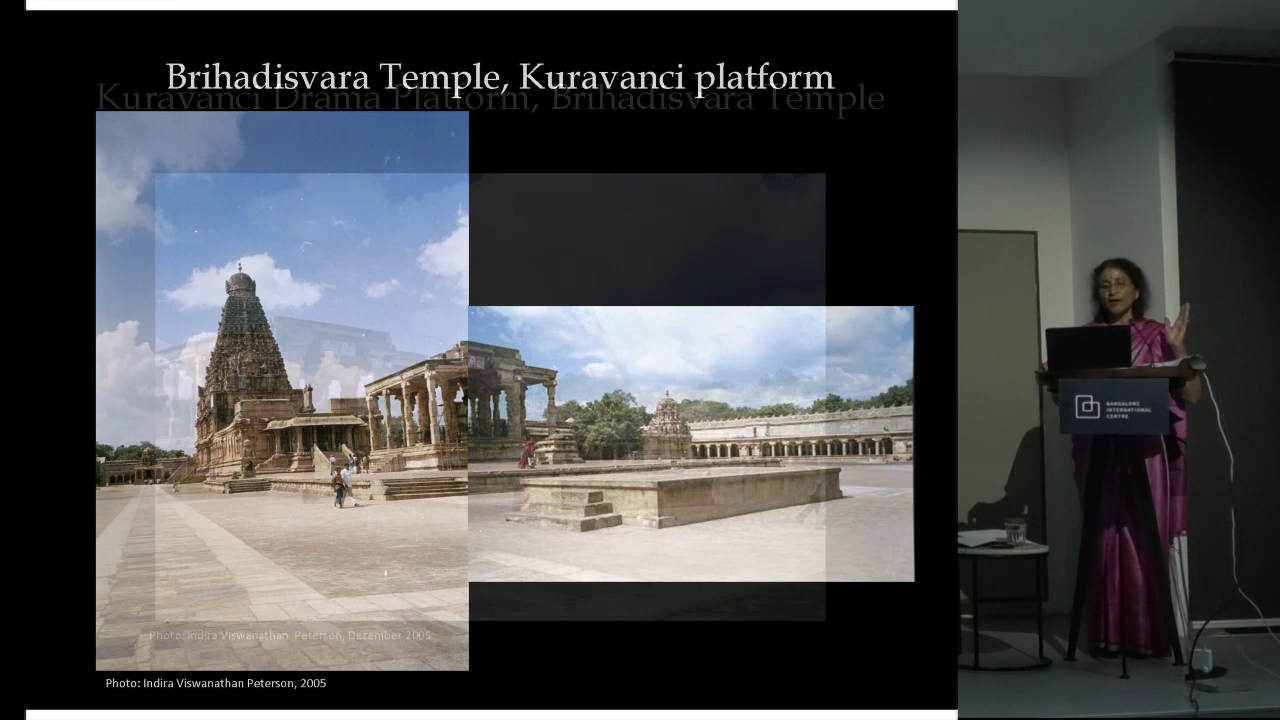 Brihadisvara Temple, Kuravanci platform
Kuravanci Drama Platform, Brihadisvara Temple
Photo: Indira Viswanathan Peterson, December 2005
Photo: Indira Viswanathan Peterson, 2005
BANGALORE
INTERNATIONAL
CENTRE